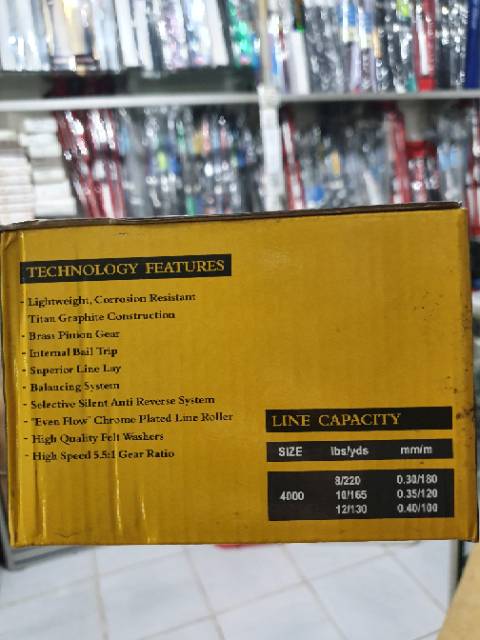 TECHNOLOGY FEATURES
- Lightweight, Corrosion Resistant
Titan Graphite Construction
- Brass Pinion Gear
- Internal Bail Trip
- Superior Line Lay
- Balancing System
- Selective Silent Anti Reverse System
- "Even Flow" Chrome Plated Line Roller
- High Quality Felt Washers
- High Speed 5.5:1 Gear Ratio
LINE CAPACITY
SIZE lbs/yds mm/m
8/220 0.30/180
4000 10/165 0.35/120
12/130 0.40/100